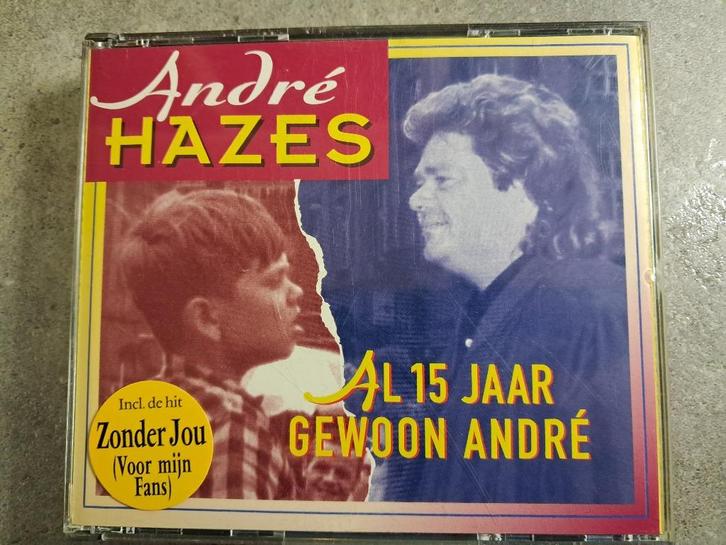 André
HAZES
AL 15 JAAR
GEWOON ANDRÉ
Incl. de hit
Zonder Jou
(Voor mijn
Fans)